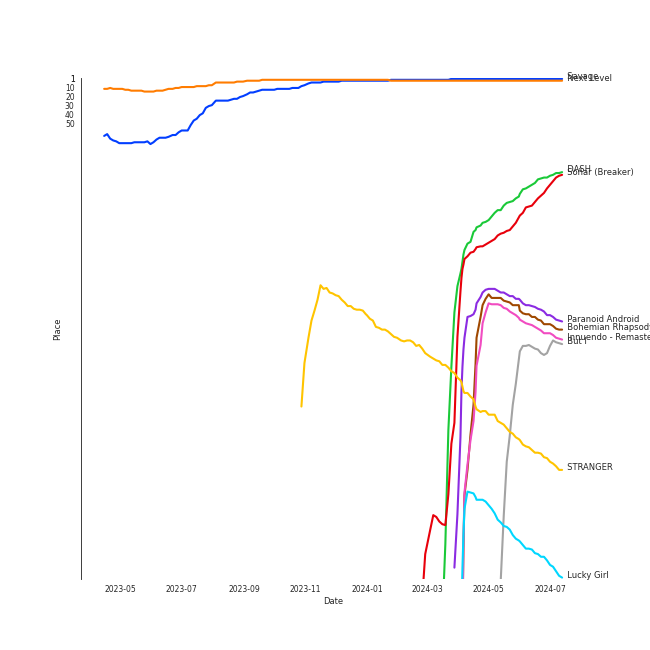 Savage
Next Level
1
10
20
30
40
50
DASH
Sonar (Breaker)
Paranoid Android
Bohemian Rhapsod
Innuendo - Remaste
But I
STRANGER
Lucky Girl
Place
2023-05
2023-07
2023-09
2023-11
2024-01
2024-03
2024-05
2024-07
Date